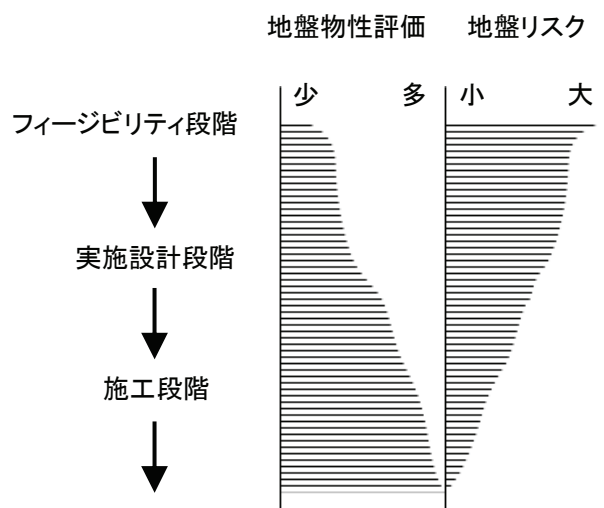 地盤物性評価 地盤リスク
少 多 小 大
フィージビリティ段階
実施設計段階
施工段階